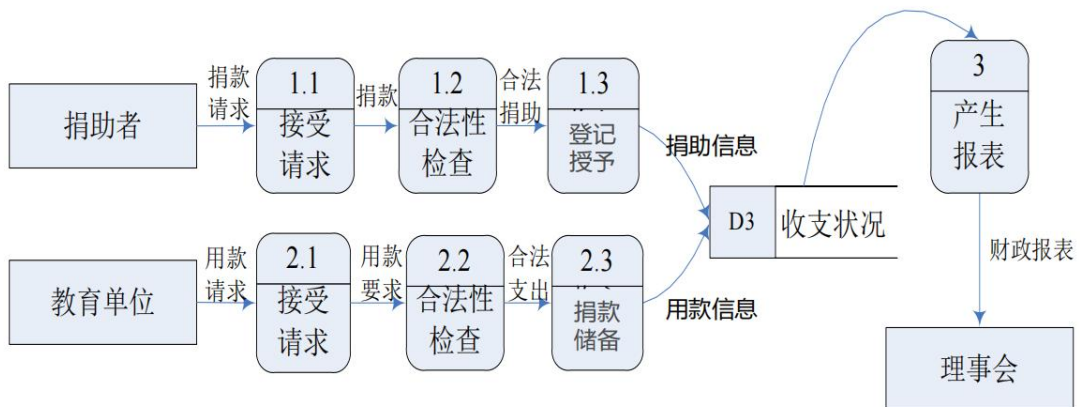 捐助者
捐款
请求
1.1
接受
请求
捐款
1.2
合法性
检查
合法
捐助
1.3
登记
授予
捐助信息
教育单位
用款
请求
2.1
接受
请求
用款
要求
2.2
合法性
检查
合法
支出
2.3
捐款
储备
用款信息
D3
收支状况
3
产生
报表
财政报表
理事会